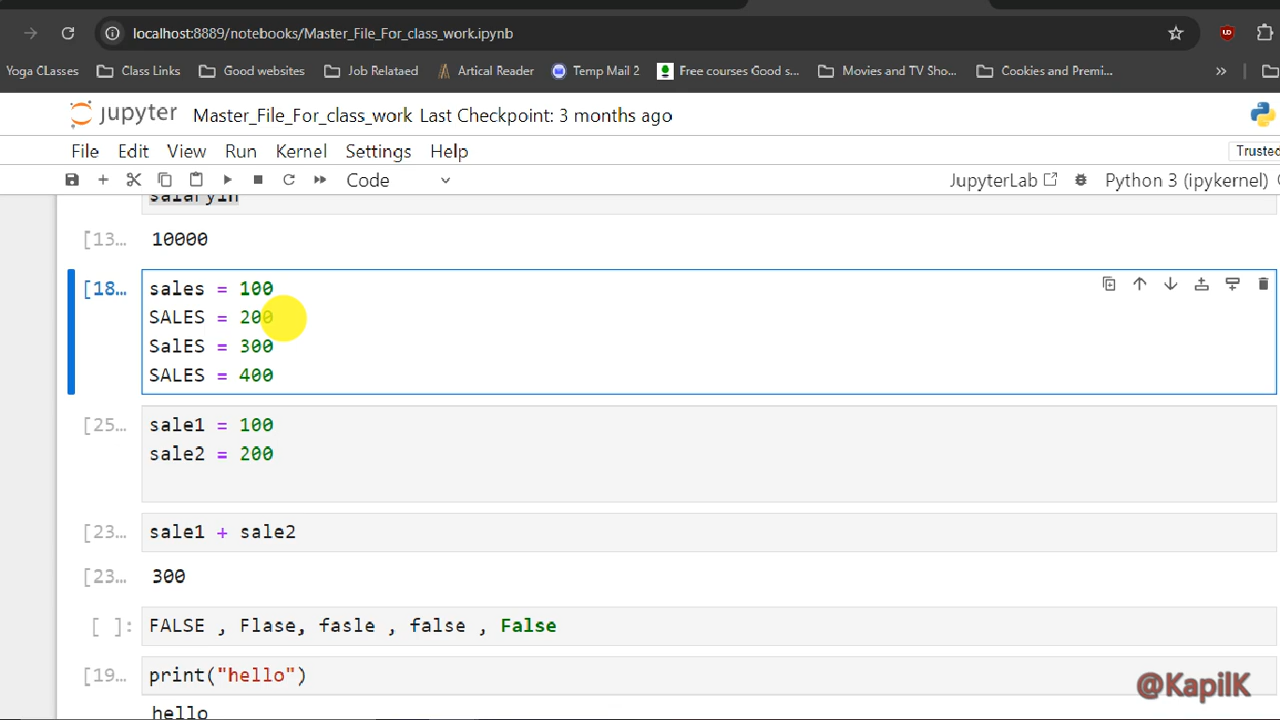 localhost:8889/notebooks/Master_File_For_class_work.ipynb
Yoga CLasses Class Links Good websites Job Relataed Artical Reader Temp Mail 2 Free courses Good s... Movies and TV Sho... Cookies and Premi... »
jupyter Master_File_For_class_work Last Checkpoint: 3 months ago
File Edit View Run Kernel Settings Help Trusted
Code JupyterLab Python 3 (ipykernel)
salaryin
[13... 10000
[18... sales = 100
SALES = 200
SalES = 300
SALES = 400
[25... sale1 = 100
sale2 = 200
[23... sale1 + sale2
[23... 300
[ ]: FALSE , Flase, fasle , false , False
[19... print("hello")
@KapilK
hello